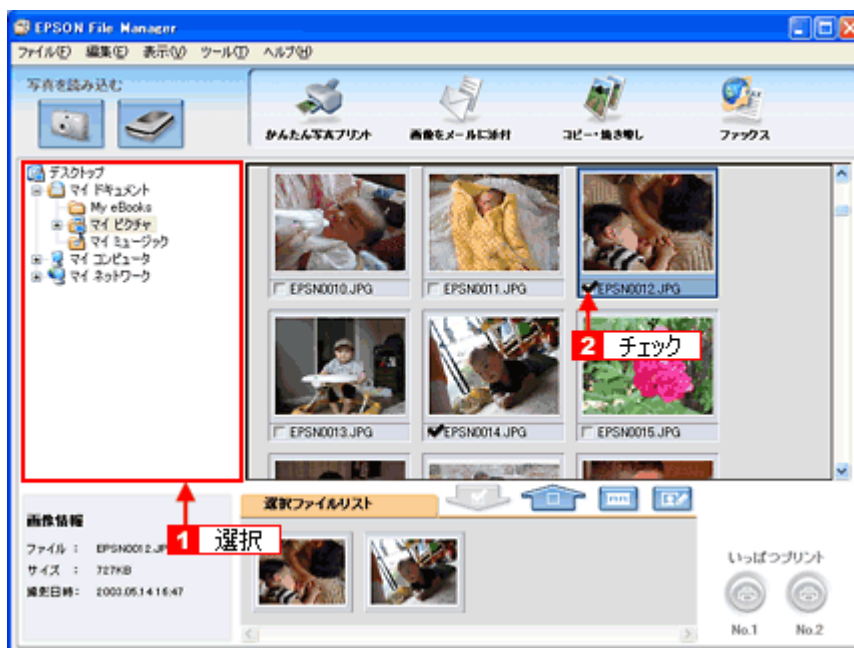 EPSON File Manager
ファイル(F) 編集(E) 表示(V) ツール(T) ヘルプ(H)
写真を読み込む
かんたん写真プリント 画像をメールに添付 コピー・焼き増し ファックス
デスクトップ
マイ ドキュメント
My eBooks
マイ ピクチャ
マイ ミュージック
マイ コンピュータ
マイ ネットワーク
EPSN0010.JPG EPSN0011.JPG EPSN0012.JPG
2 チェック
EPSN0013.JPG EPSN0014.JPG EPSN0015.JPG
選択ファイルリスト
1 選択
画像情報
ファイル : EPSN0012.JP
サイズ : 727KB
撮影日時: 2003.05.14 15:47
いっぱつプリント
No.1 No.2